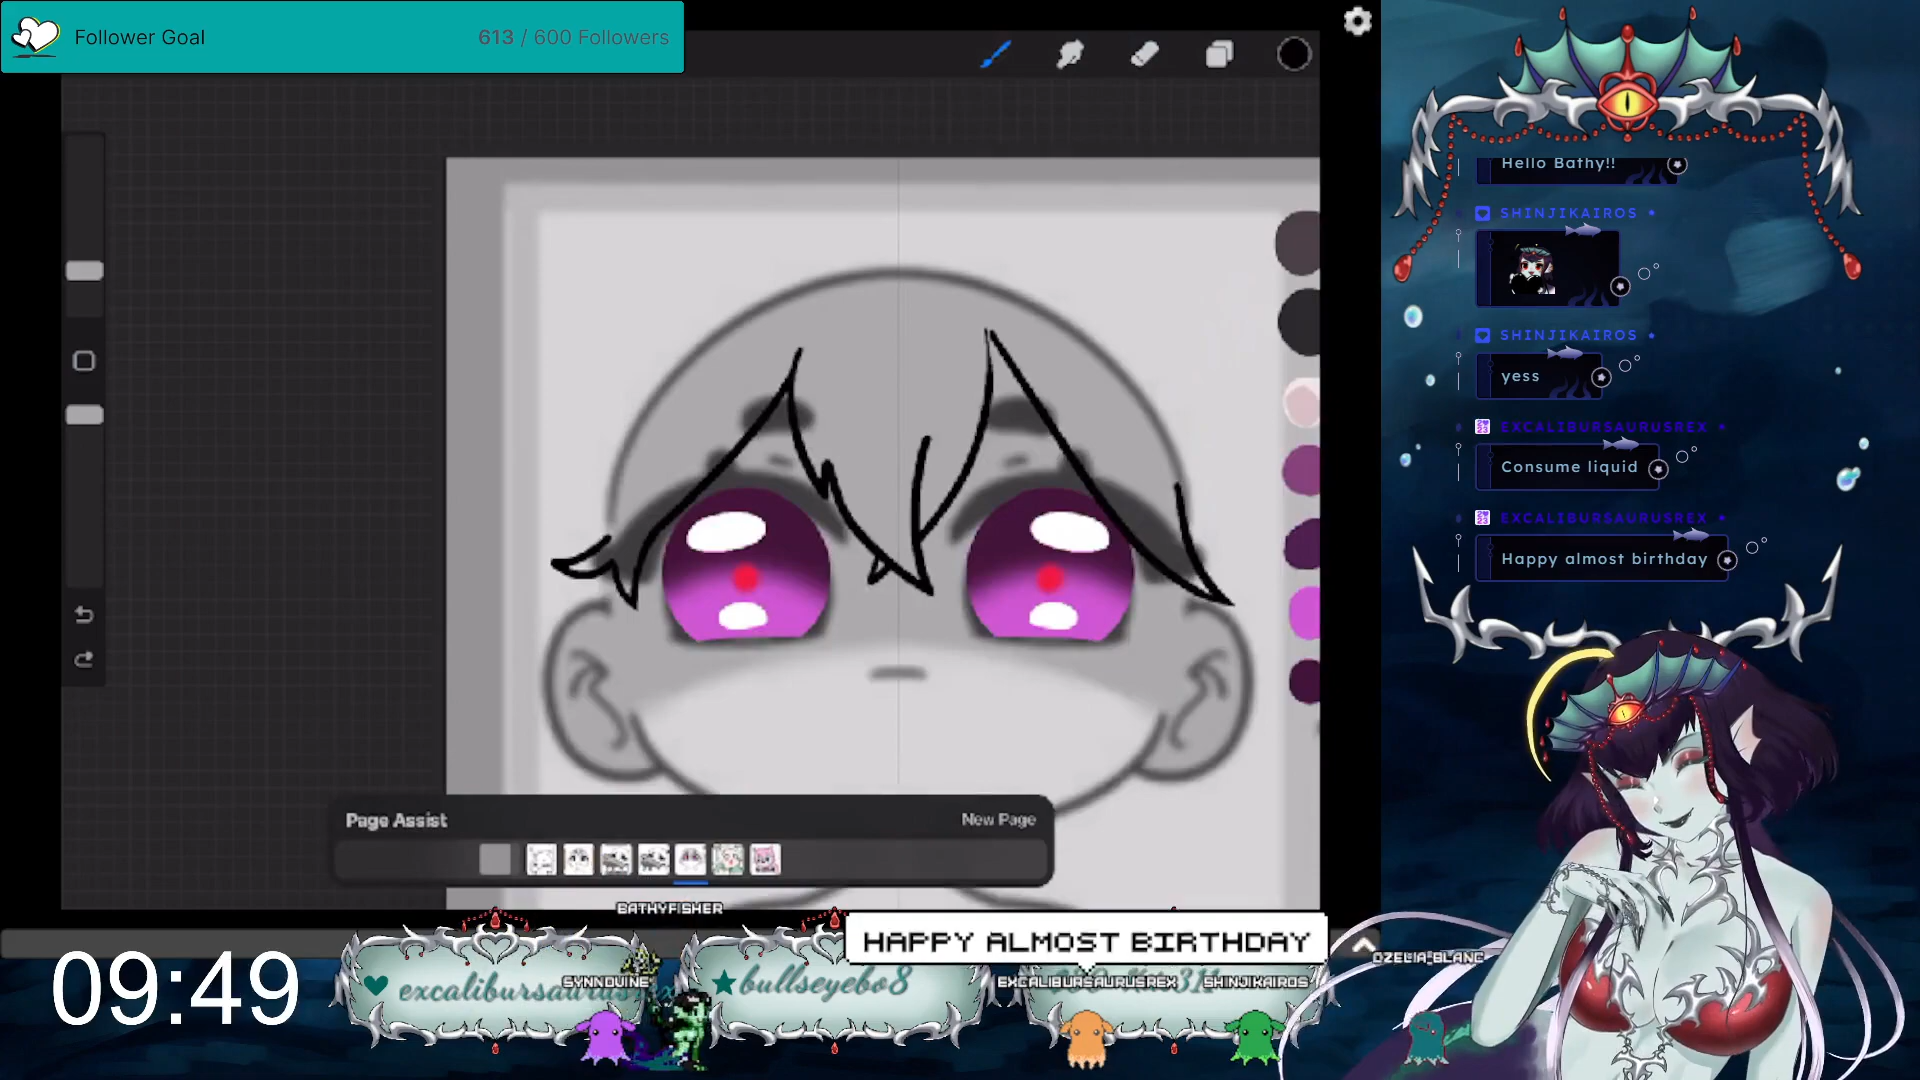 Follower Goal
613 / 600 Followers
Hello Bathy!!
SHINJIKAIROS
SHINJIKAIROS
yess
EXCALIBURSAURUSREX
Consume liquid
EXCALIBURSAURUSREX
Happy almost birthday
Page Assist
New Page
BATHYFISHER
HAPPY ALMOST BIRTHDAY
OZELIA_BLANC
09:49
excalibursaurusrex
SYNNDUINE
bullseyebo8
EXCALIBURSAURUSREX
SHINJIKAIROS